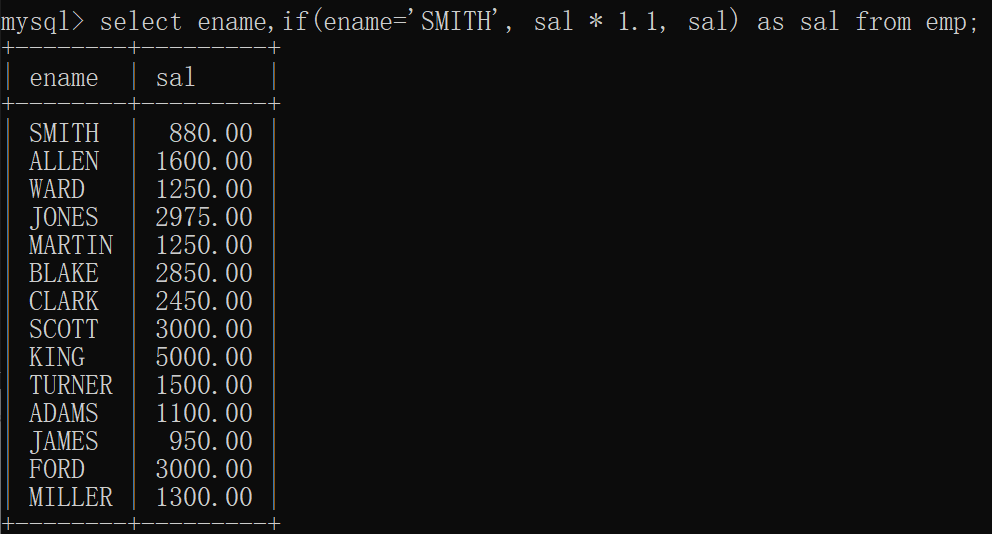 mysql> select ename,if(ename='SMITH', sal * 1.1, sal) as sal from emp;
+--------+---------+
| ename  | sal     |
+--------+---------+
| SMITH  |  880.00 |
| ALLEN  | 1600.00 |
| WARD   | 1250.00 |
| JONES  | 2975.00 |
| MARTIN | 1250.00 |
| BLAKE  | 2850.00 |
| CLARK  | 2450.00 |
| SCOTT  | 3000.00 |
| KING   | 5000.00 |
| TURNER | 1500.00 |
| ADAMS  | 1100.00 |
| JAMES  |  950.00 |
| FORD   | 3000.00 |
| MILLER | 1300.00 |
+--------+---------+